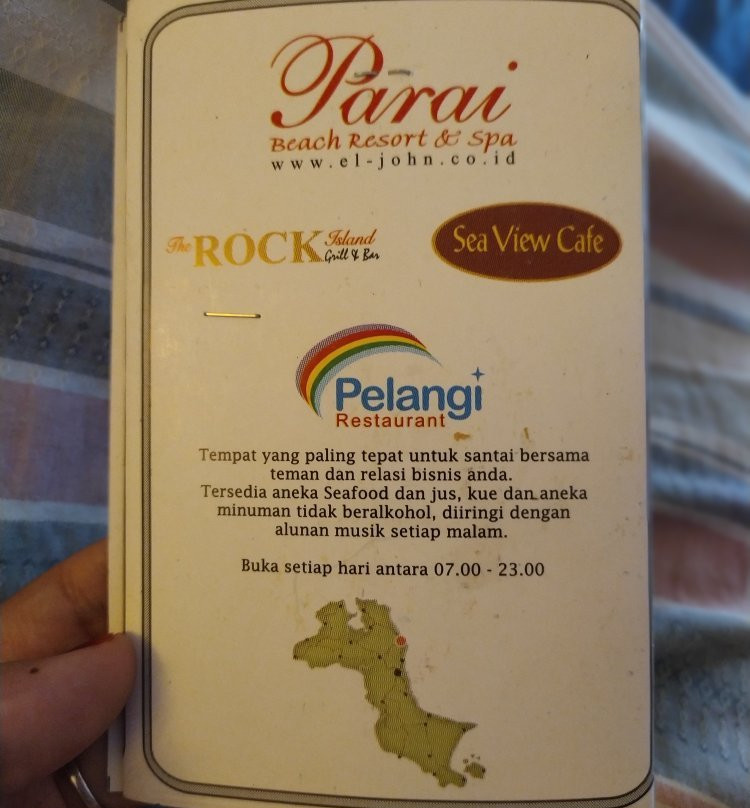 Parai
Beach Resort & Spa
www.el-john.co.id
The ROCK Island
Grill & Bar
Sea View Cafe
Pelangi
Restaurant
Tempat yang paling tepat untuk santai bersama
teman dan relasi bisnis anda.
Tersedia aneka Seafood dan jus, kue dan aneka
minuman tidak beralkohol, diiringi dengan
alunan musik setiap malam.
Buka setiap hari antara 07.00 - 23.00